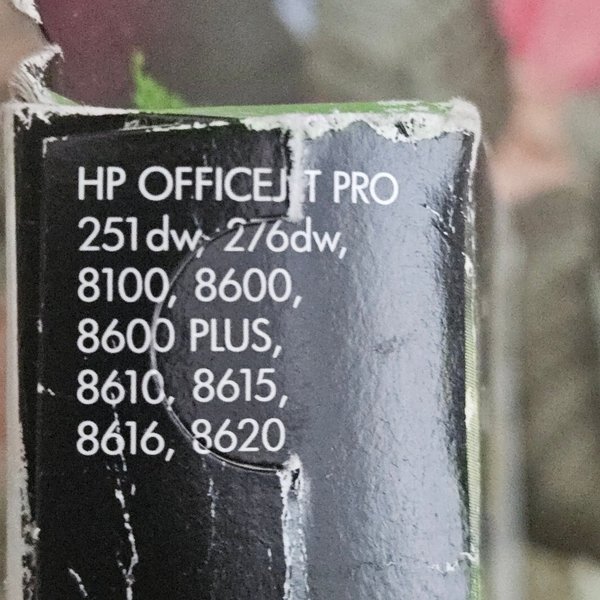 HP OFFICEJET PRO
251dw, 276dw,
8100, 8600,
8600 PLUS,
8610, 8615,
8616, 8620